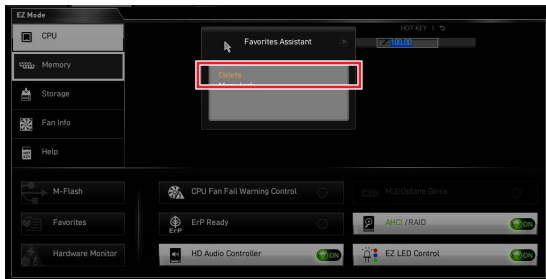 EZ Mode
HOT KEY | 
CPU
Favorites Assistant
100.00
Memory
Delete
Storage
Fan Info
Help
M-Flash
CPU Fan Fail Warning Control
M.2/Optane Genie
Favorites
ErP
ErP Ready
AHCI /RAID
ON
Hardware Monitor
HD Audio Controller
ON
EZ LED Control
ON